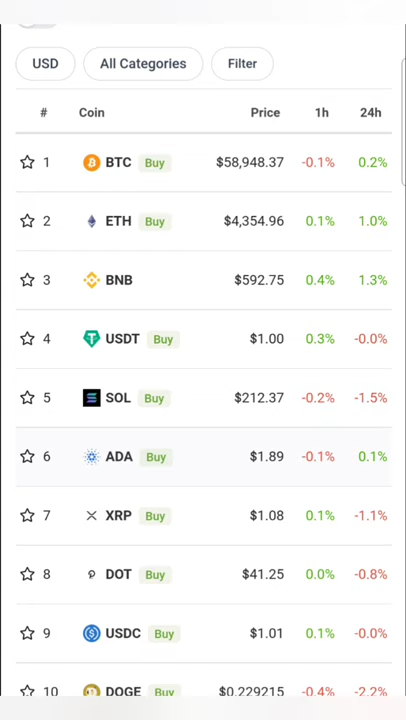 USD All Categories Filter
# Coin Price 1h 24h
1 BTC Buy $58,948.37 -0.1% 0.2%
2 ETH Buy $4,354.96 0.1% 1.0%
3 BNB $592.75 0.4% 1.3%
4 USDT Buy $1.00 0.3% -0.0%
5 SOL Buy $212.37 -0.2% -1.5%
6 ADA Buy $1.89 -0.1% 0.1%
7 XRP Buy $1.08 0.1% -1.1%
8 DOT Buy $41.25 0.0% -0.8%
9 USDC Buy $1.01 0.1% -0.0%
10 DOGE Buy $0.229215 -0.4% -2.2%